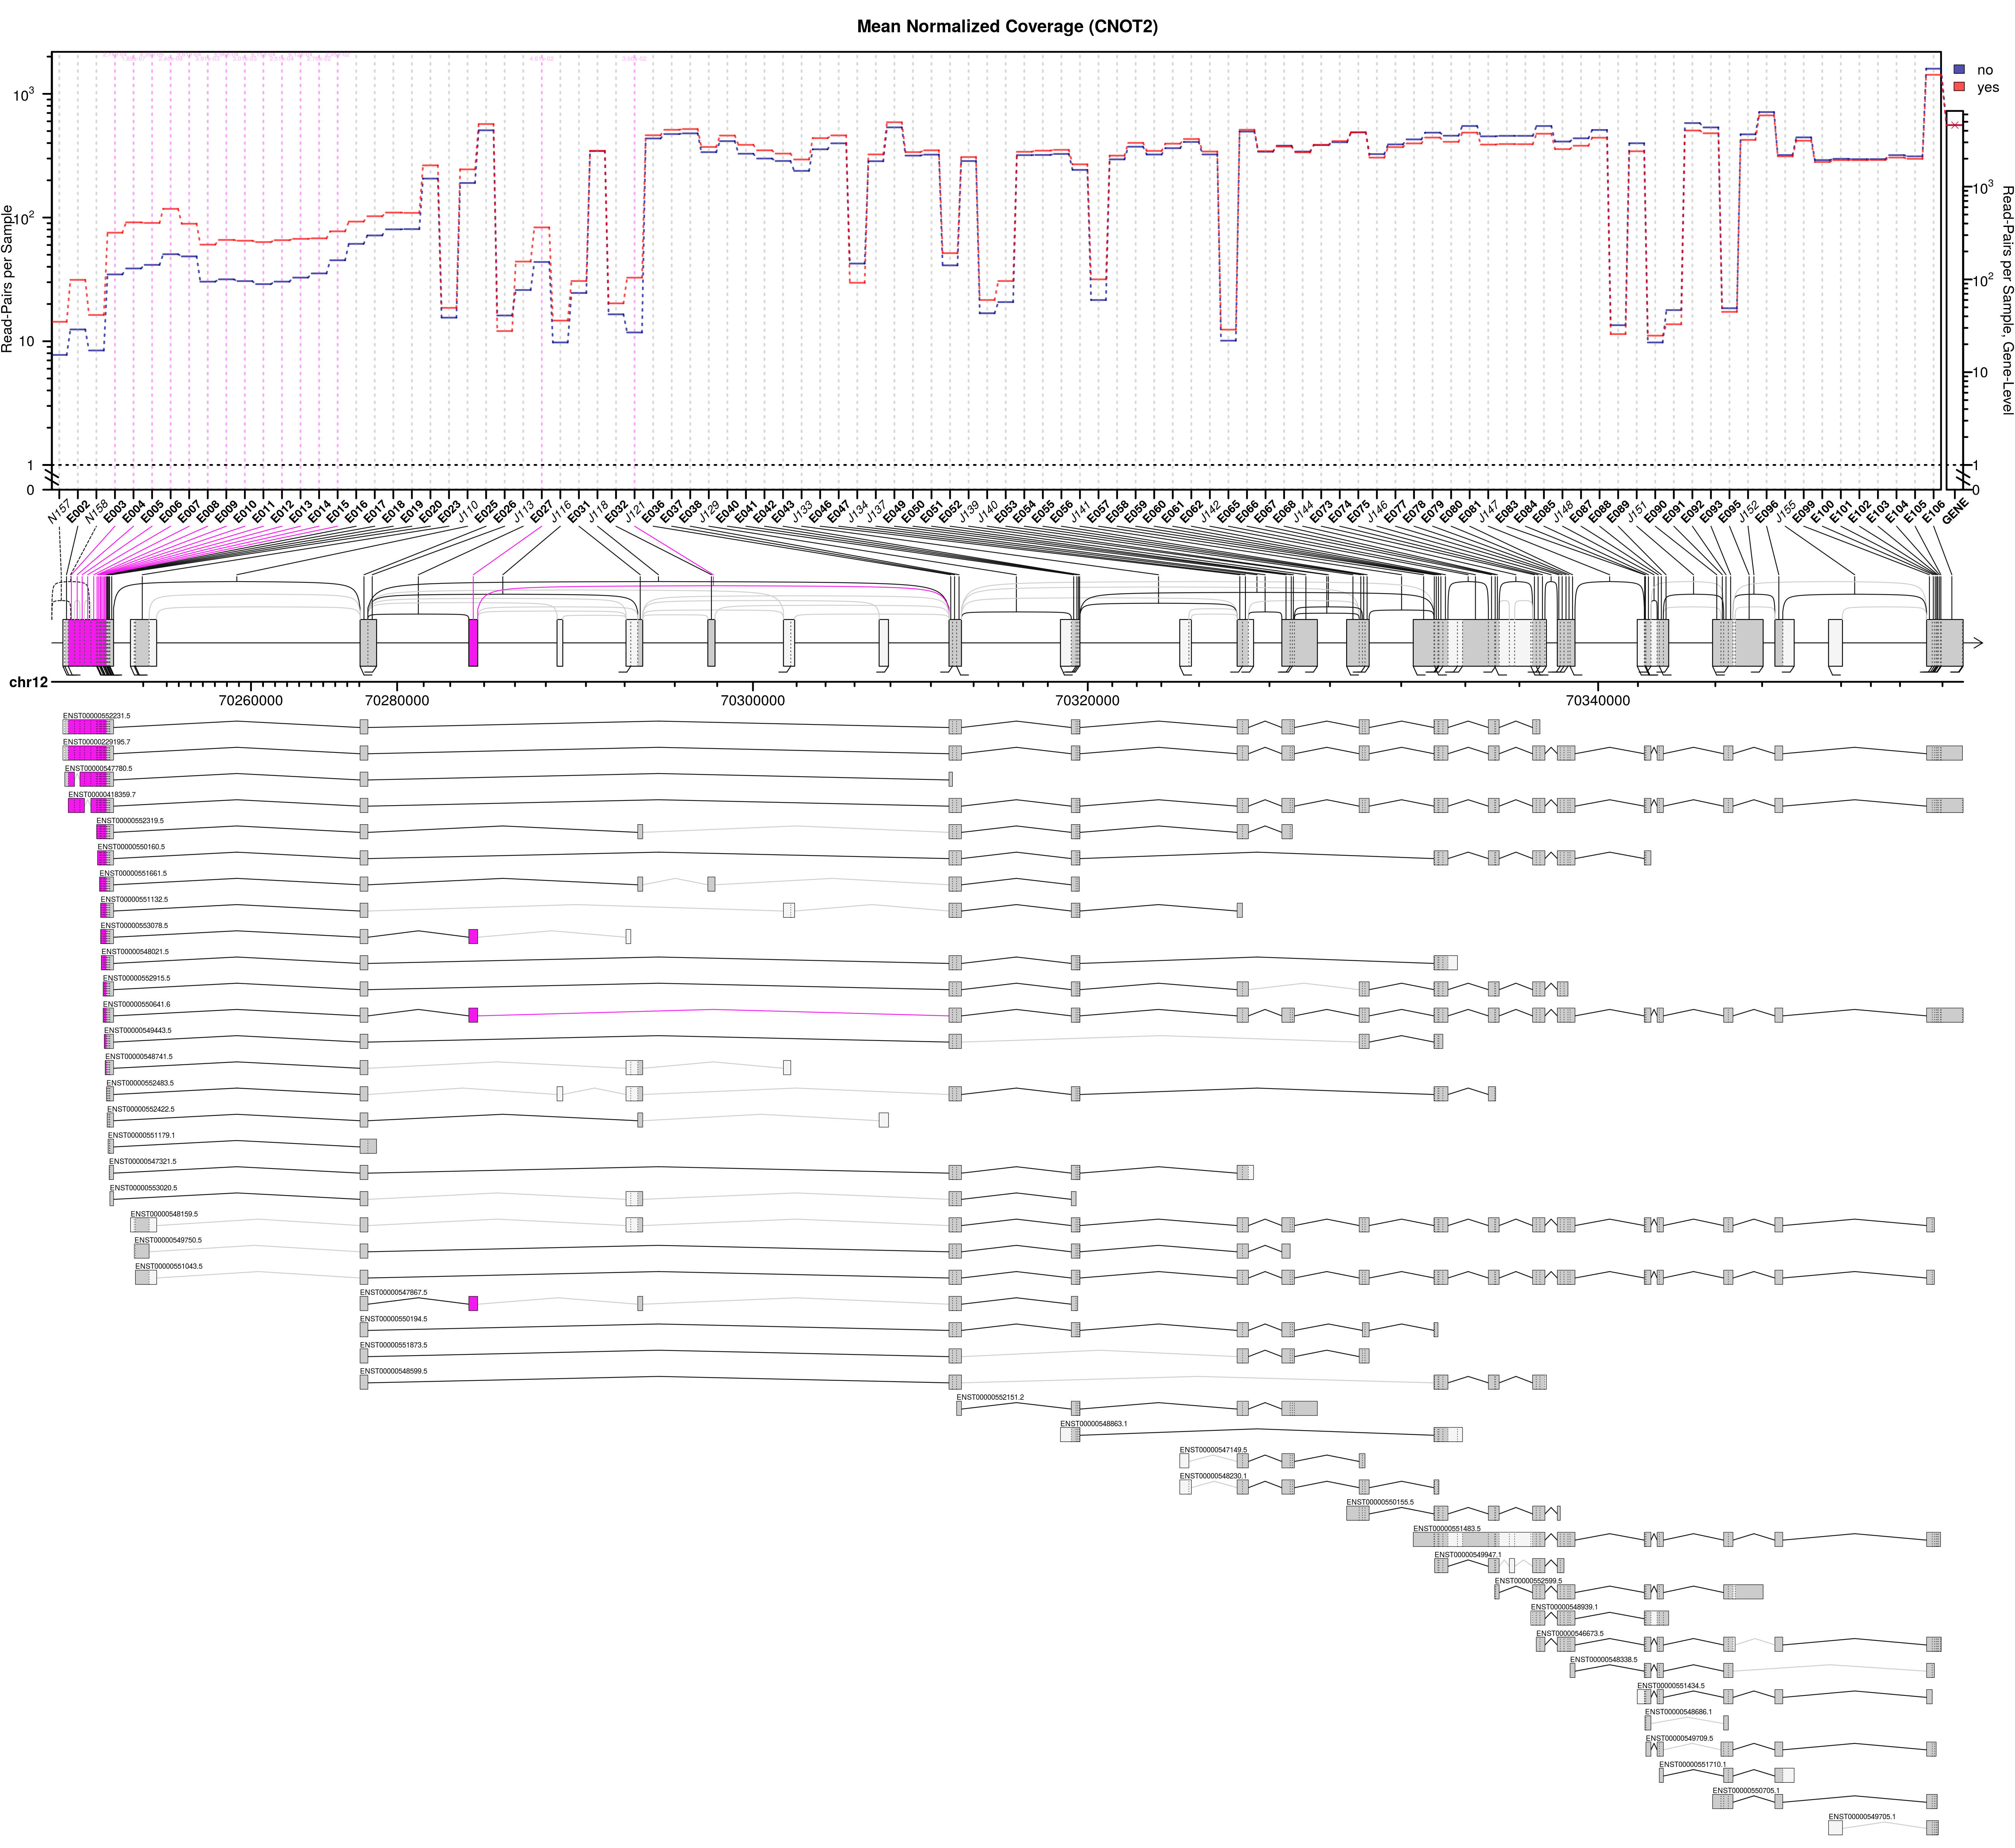 Mean Normalized Coverage (CNOT2)
no
yes
Read-Pairs per Sample
10^3
10^2
10
1
0
Read-Pairs per Sample, Gene-Level
10^3
10^2
10
1
0
N157 E002 N158 E003 E004 E005 E006 E007 E008 E009 E010 E011 E012 E013 E014 E015 E016 E017 E018 E019 E020 E023 J110 E025 E026 J113 E027 J116 E031 J118 E032 J121 E036 E037 E038 J129 E040 E041 E042 E043 J133 E046 E047 J134 J137 E049 E050 E051 E052 J139 J140 E053 E054 E055 E056 J141 E057 E058 E059 E060 E061 E062 J142 E065 E066 E067 E068 J144 E073 E074 E075 J146 E077 E078 E079 E080 E081 J147 E083 E084 E085 J148 E087 E088 E089 J151 E090 E091 E092 E093 E095 J152 E096 J155 E099 E100 E101 E102 E103 E104 E105 E106 GENE
chr12
70260000 70280000 70300000 70320000 70340000
ENST00000552231.5
ENST00000229195.7
ENST00000547780.5
ENST00000418359.7
ENST00000552319.5
ENST00000550160.5
ENST00000551661.5
ENST00000551132.5
ENST00000553078.5
ENST00000548021.5
ENST00000552915.5
ENST00000550641.6
ENST00000549443.5
ENST00000548741.5
ENST00000552483.5
ENST00000552422.5
ENST00000551179.1
ENST00000547321.5
ENST00000553020.5
ENST00000548159.5
ENST00000549750.5
ENST00000551043.5
ENST00000547867.5
ENST00000550194.5
ENST00000551873.5
ENST00000548599.5
ENST00000552151.2
ENST00000548863.1
ENST00000547149.5
ENST00000548230.1
ENST00000550155.5
ENST00000551483.5
ENST00000549947.1
ENST00000552599.5
ENST00000548939.1
ENST00000546673.5
ENST00000548338.5
ENST00000551434.5
ENST00000548686.1
ENST00000549709.5
ENST00000551710.1
ENST00000550705.1
ENST00000549705.1